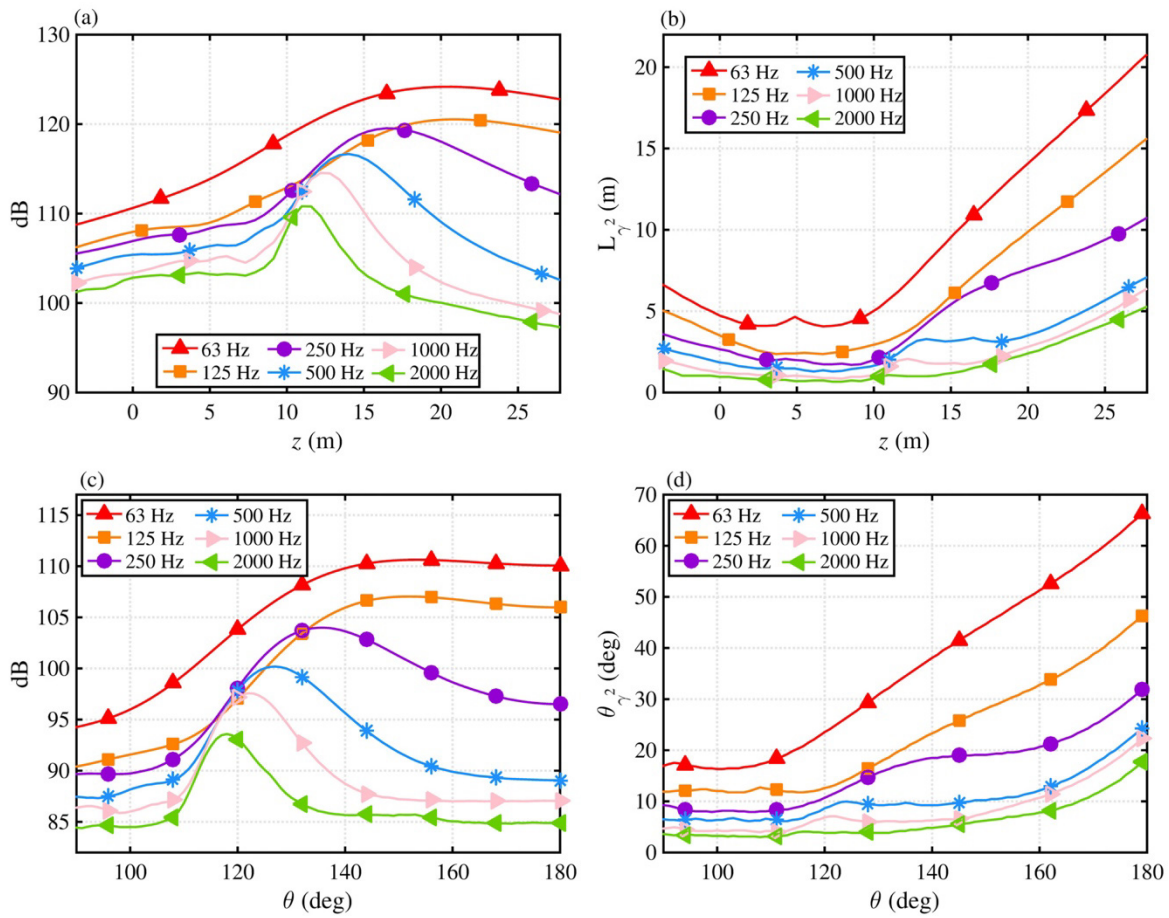 (a)
130
120
110
100
90
dB
0 5 10 15 20 25
z (m)
63 Hz 250 Hz 1000 Hz
125 Hz 500 Hz 2000 Hz
(b)
20
15
10
5
0
L_γ² (m)
0 5 10 15 20 25
z (m)
63 Hz 500 Hz
125 Hz 1000 Hz
250 Hz 2000 Hz
(c)
115
110
105
100
95
90
85
dB
100 120 140 160 180
θ (deg)
63 Hz 500 Hz
125 Hz 1000 Hz
250 Hz 2000 Hz
(d)
70
60
50
40
30
20
10
0
θ_γ² (deg)
100 120 140 160 180
θ (deg)
63 Hz 500 Hz
125 Hz 1000 Hz
250 Hz 2000 Hz